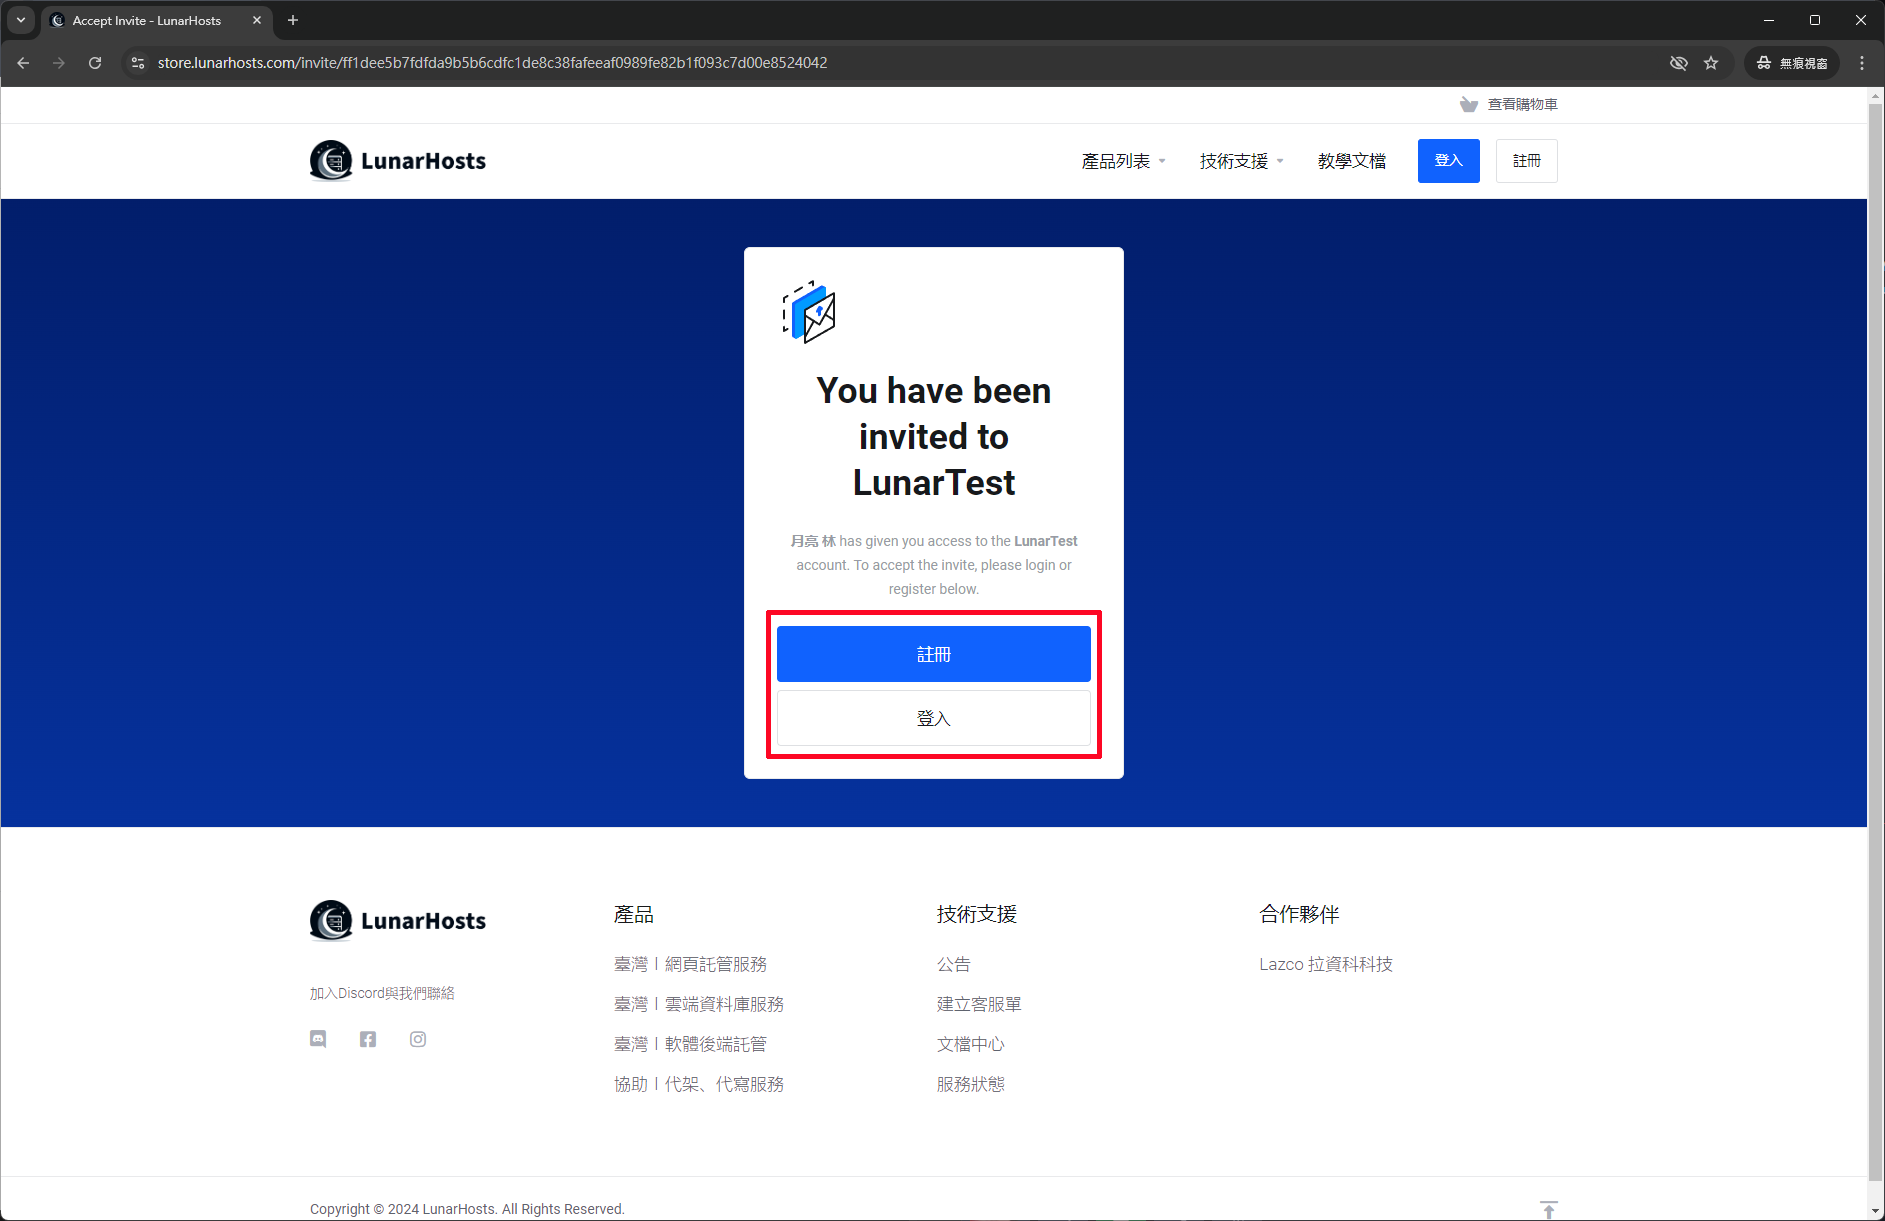 Accept Invite - LunarHosts
store.lunarhosts.com/invite/ff1dee5b7fdfda9b5b6cdfc1de8c38fafeeaf0989fe82b1f093c7d00e8524042
無痕視窗
查看購物車
LunarHosts
產品列表
技術支援
教學文檔
登入
註冊
You have been
invited to
LunarTest
月亮 林 has given you access to the LunarTest
account. To accept the invite, please login or
register below.
註冊
登入
LunarHosts
加入Discord與我們聯絡
產品
臺灣｜網頁託管服務
臺灣｜雲端資料庫服務
臺灣｜軟體後端託管
協助｜代架、代寫服務
技術支援
公告
建立客服單
文檔中心
服務狀態
合作夥伴
Lazco 拉資科科技
Copyright © 2024 LunarHosts. All Rights Reserved.